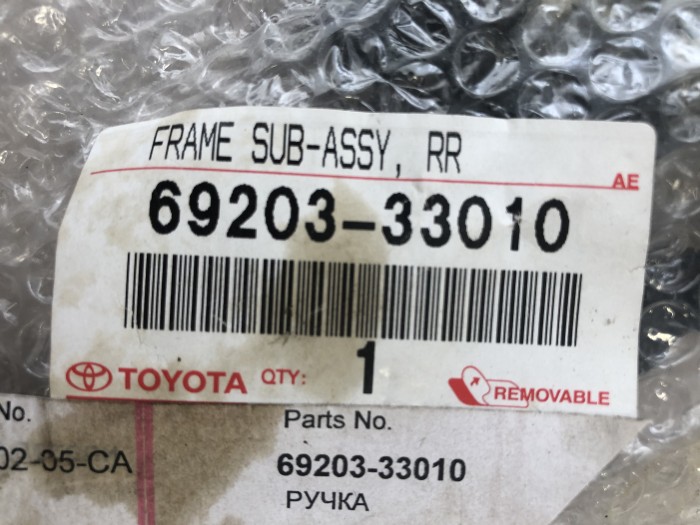 FRAME SUB-ASSY, RR
AE
69203-33010
TOYOTA QTY: 1 REMOVABLE
No. Parts No.
02-05-CA 69203-33010
РУЧКА